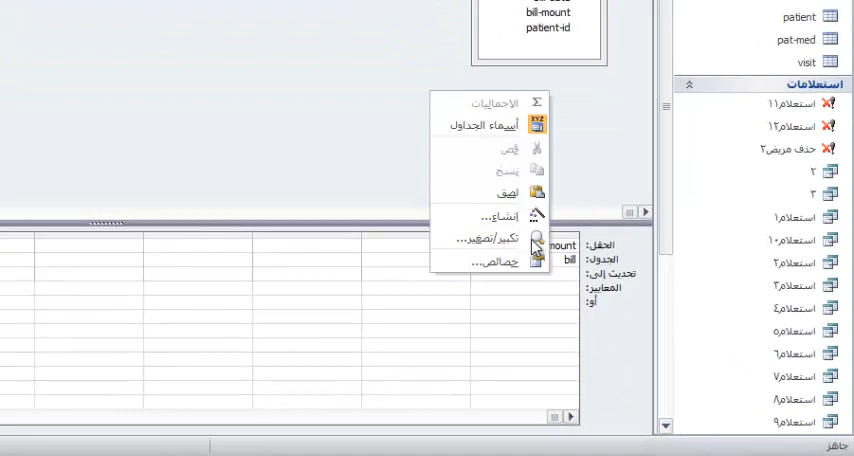 bill-mount
patient-id
patient
pat-med
visit
استعلامات
استعلام١١
استعلام١٢
حذف مريض٢
٢
٣
استعلام١
استعلام١٠
استعلام٢
استعلام٣
استعلام٤
استعلام٥
استعلام٦
استعلام٧
استعلام٨
استعلام٩
الاجماليات
أسماء الجداول
قص
نسخ
لصق
إنشاء...
تكبير/تصغير...
خصائص...
الحقل: mount
الجدول: bill
تحديث إلى:
المعايير:
أو:
جاهز